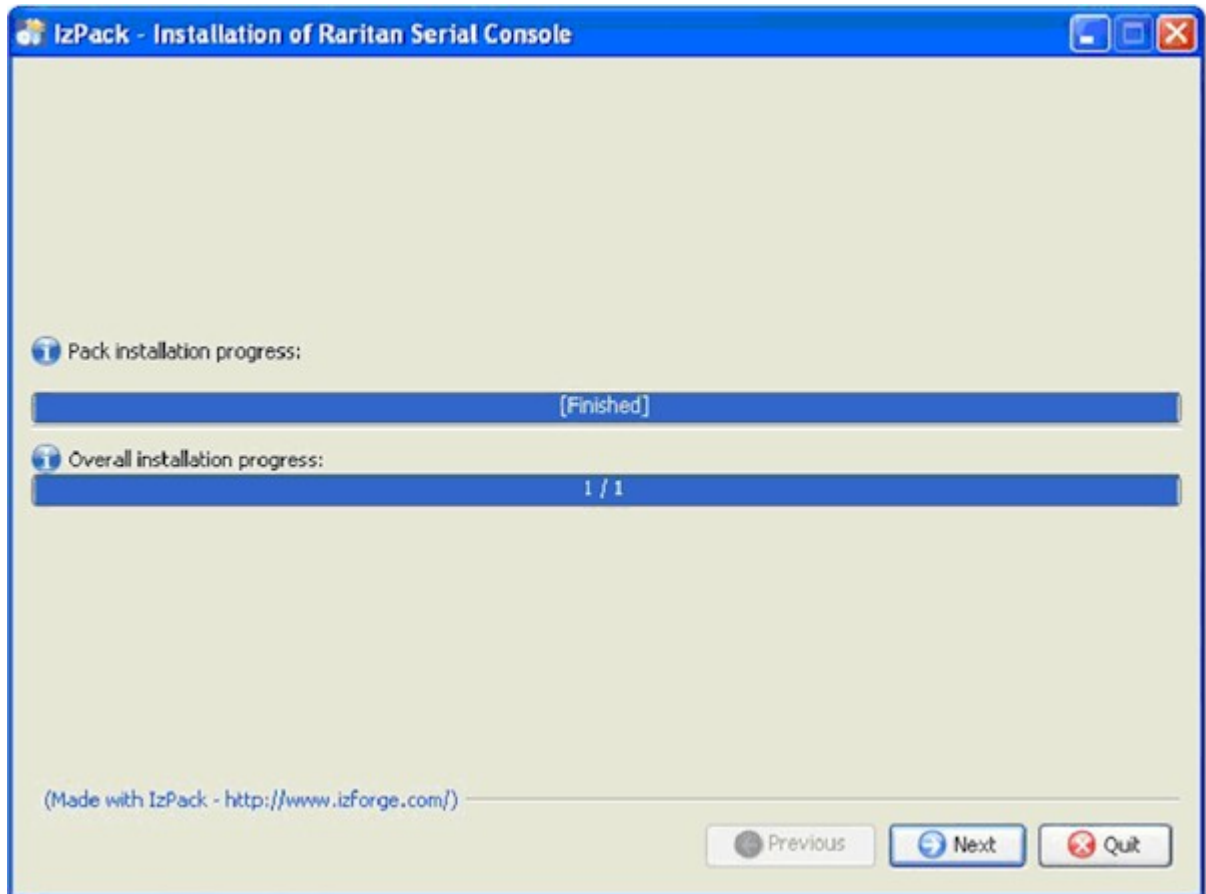 IzPack - Installation of Raritan Serial Console
Pack installation progress:
[Finished]
Overall installation progress:
1 / 1
(Made with IzPack - http://www.izforge.com/)
Previous
Next
Quit